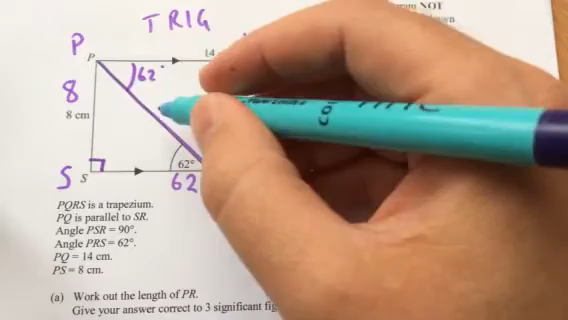 TRIG
NOT
P
P
14
62°
8
8 cm
62°
S
S
62
PQRS is a trapezium.
PQ is parallel to SR.
Angle PSR = 90°.
Angle PRS = 62°.
PQ = 14 cm.
PS = 8 cm.
(a) Work out the length of PR.
Give your answer correct to 3 significant